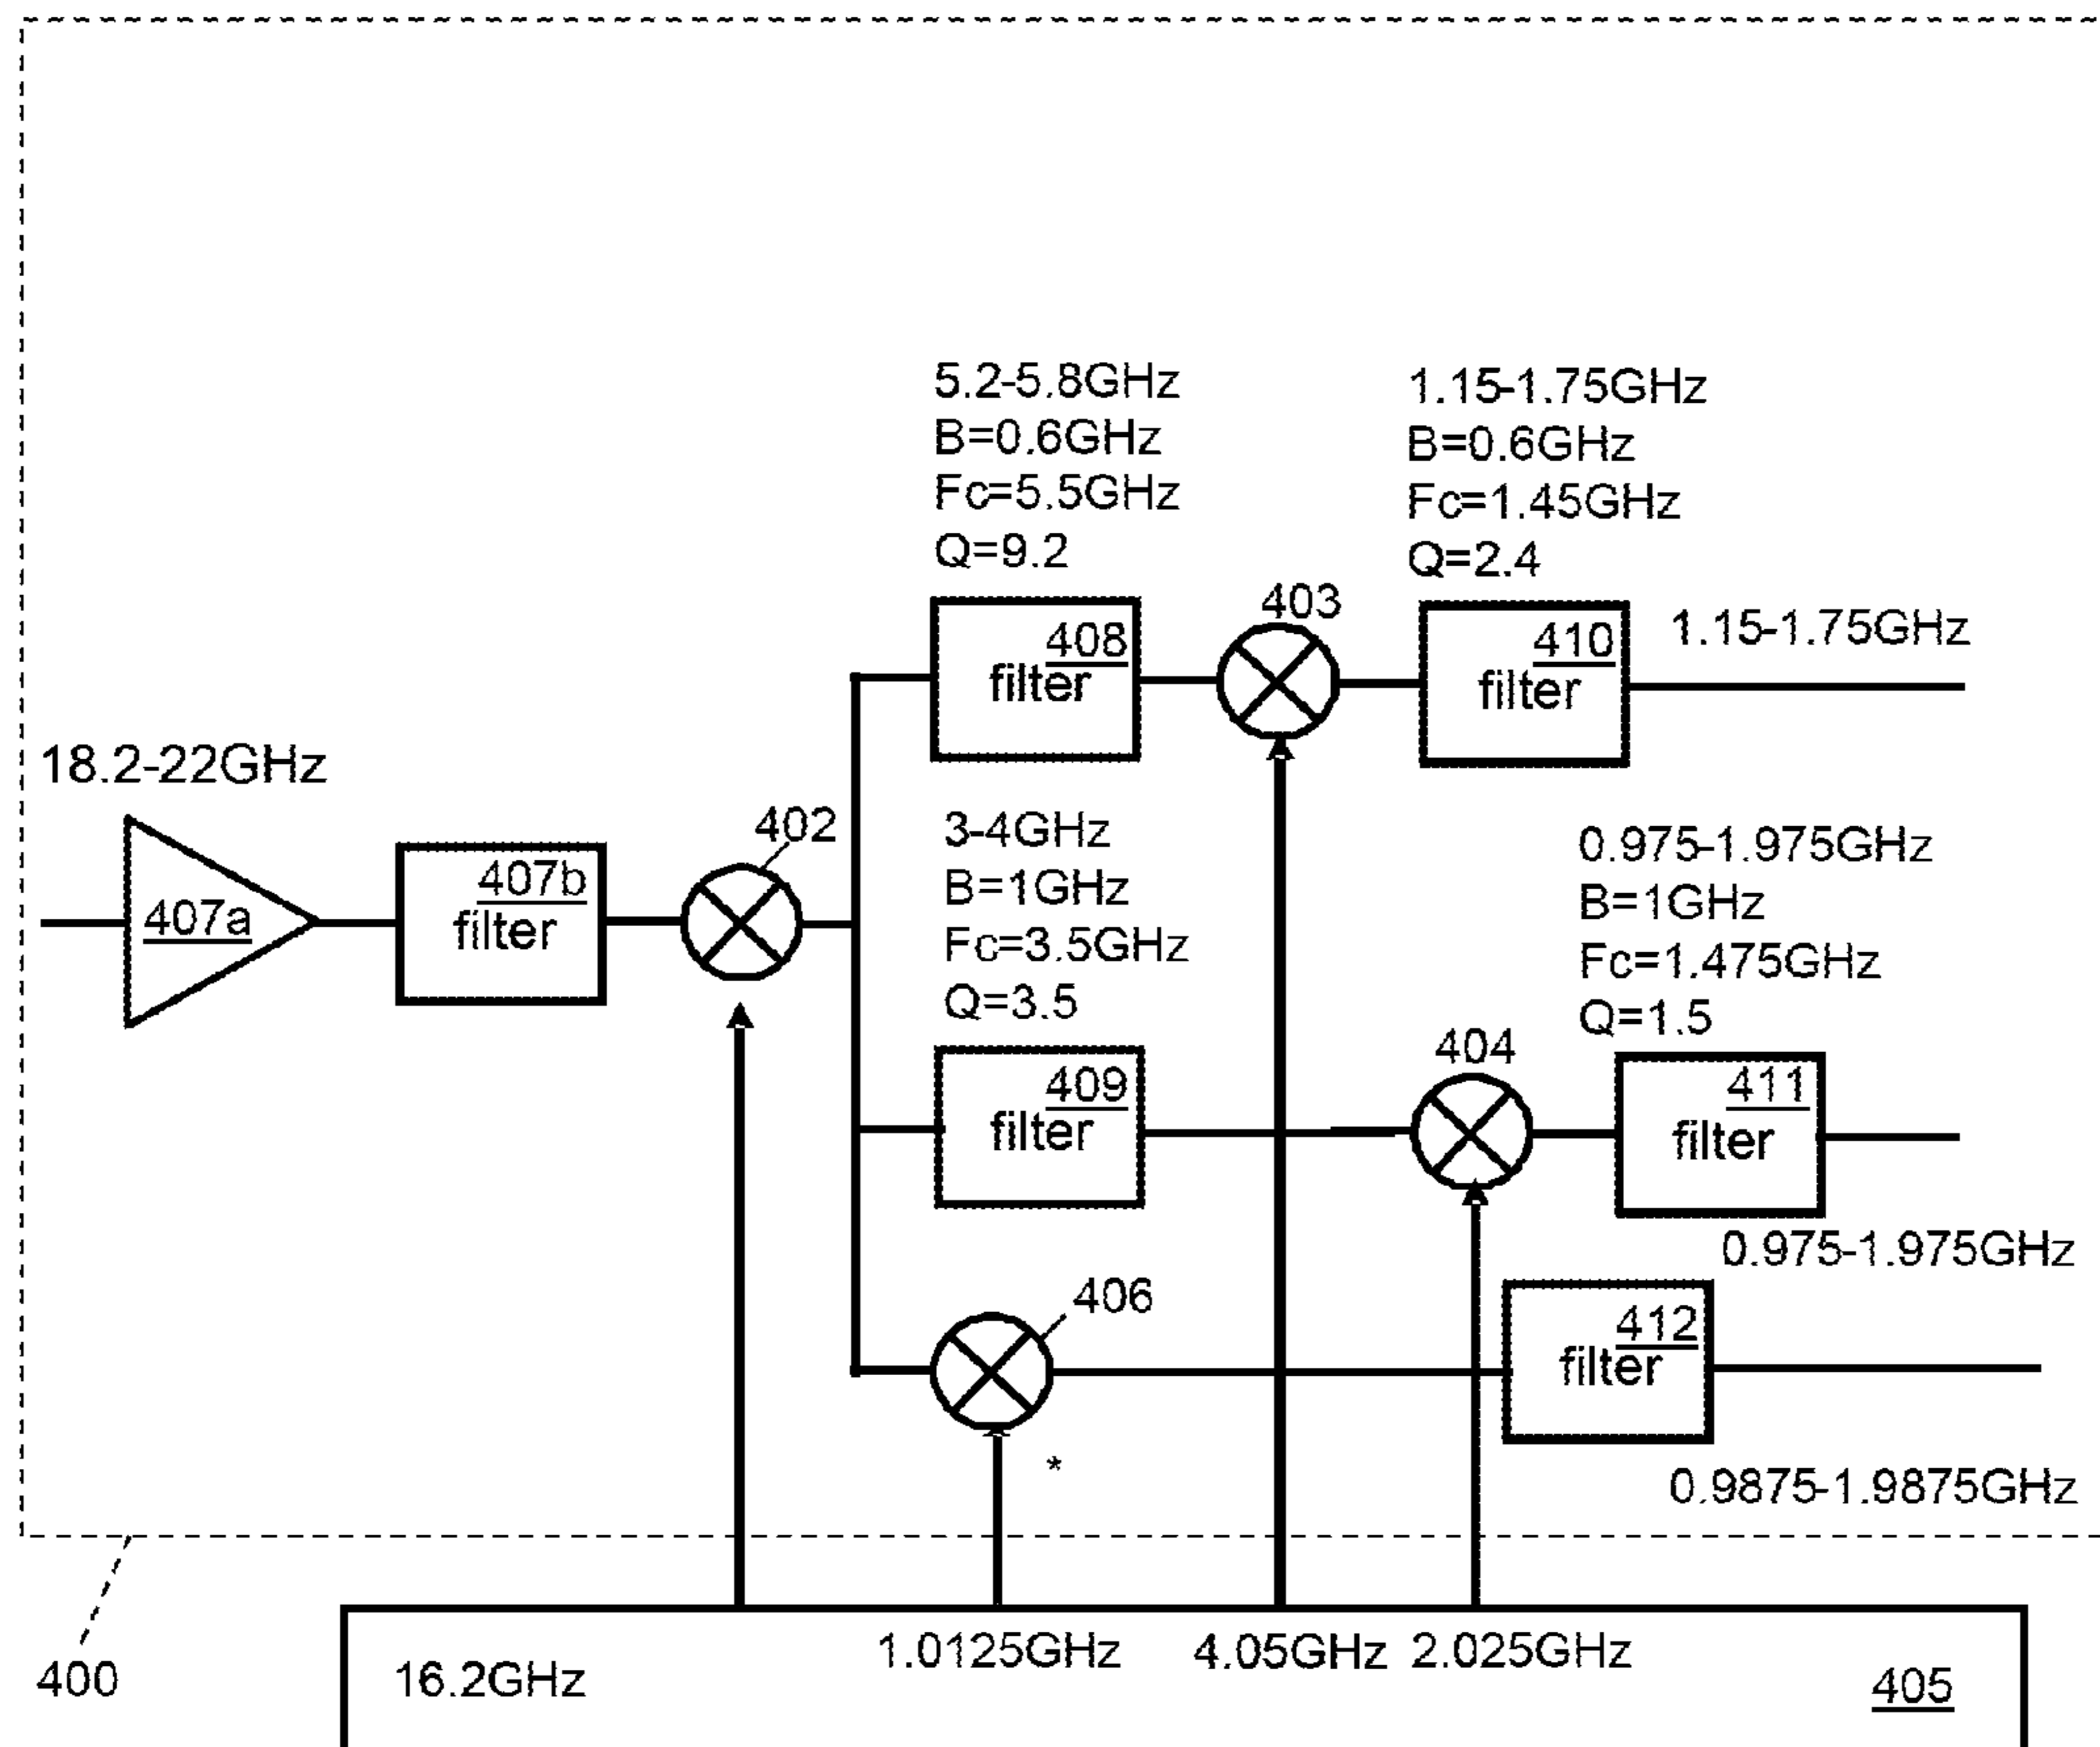 5.2-5.8GHz
B=0.6GHz
Fc=5.5GHz
Q=9.2
1.15-1.75GHz
B=0.6GHz
Fc=1.45GHz
Q=2.4
403
408
filter
410
filter
1.15-1.75GHz
18.2-22GHz
402
407a
407b
filter
3-4GHz
B=1GHz
Fc=3.5GHz
Q=3.5
0.975-1.975GHz
B=1GHz
Fc=1.475GHz
Q=1.5
404
409
filter
411
filter
0.975-1.975GHz
406
412
filter
*
0.9875-1.9875GHz
400
16.2GHz
1.0125GHz
4.05GHz
2.025GHz
405